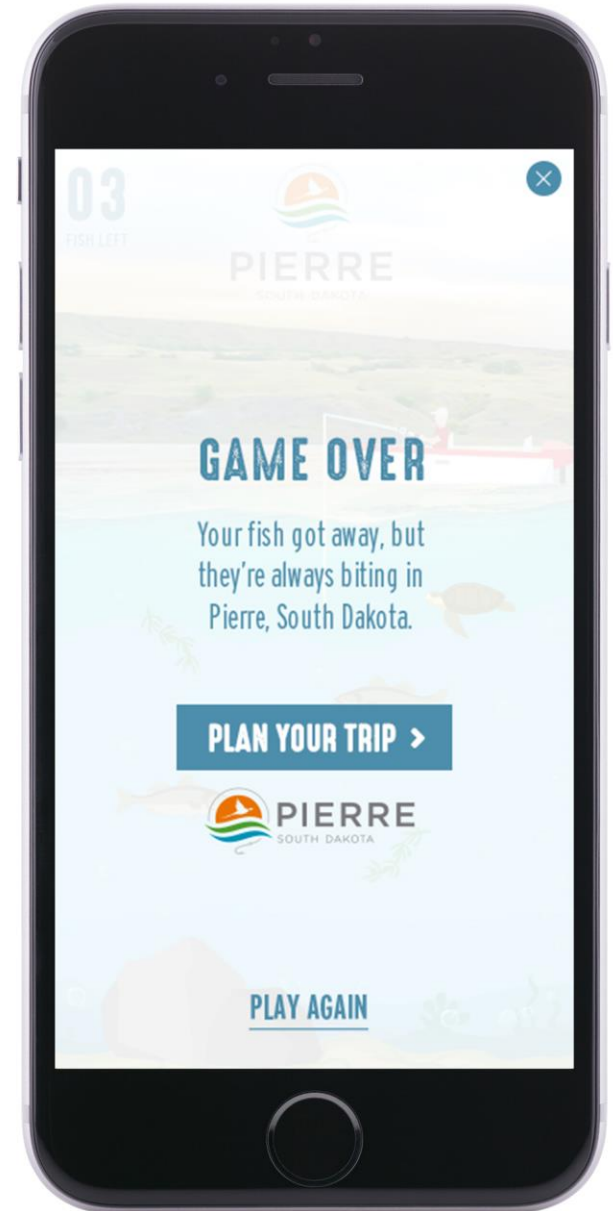 03
FISH LEFT
PIERRE
SOUTH DAKOTA
GAME OVER
Your fish got away, but
they're always biting in
Pierre, South Dakota.
PLAN YOUR TRIP >
PIERRE
SOUTH DAKOTA
PLAY AGAIN